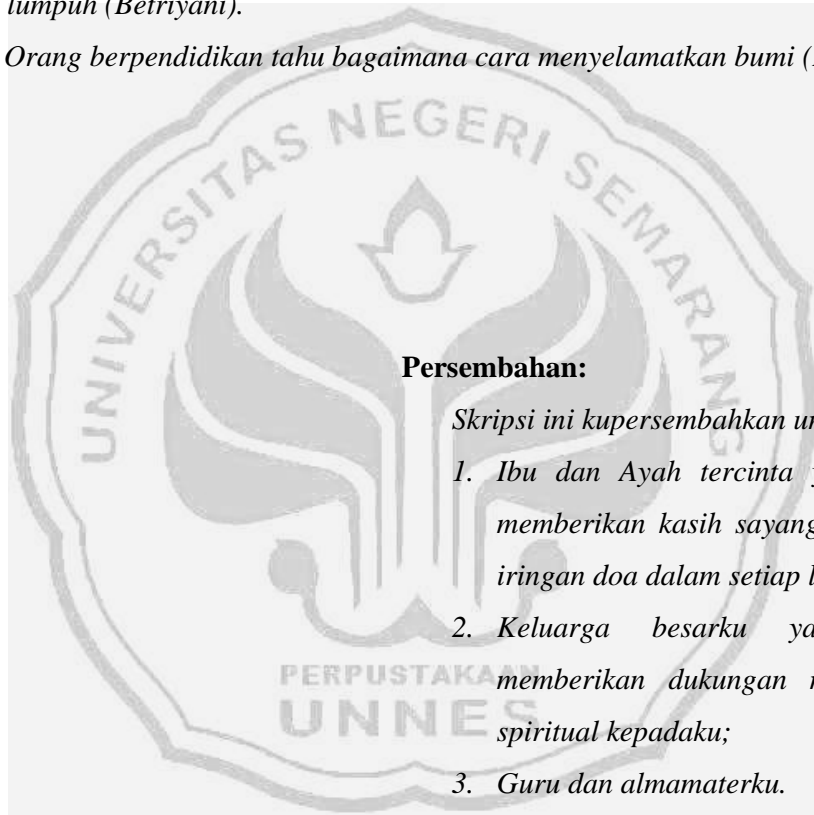 lumpuh (Betriyani).
Orang berpendidikan tahu bagaimana cara menyelamatkan bumi (
UNIVERSITAS NEGERI SEMARANG
Persembahan:
Skripsi ini kupersembahkan
1. Ibu dan Ayah tercinta
memberikan kasih sayang
iringan doa dalam setiap
2. Keluarga besarku
memberikan dukungan
spiritual kepadaku;
3. Guru dan almamaterku.
PERPUSTAKAAN
UNNES